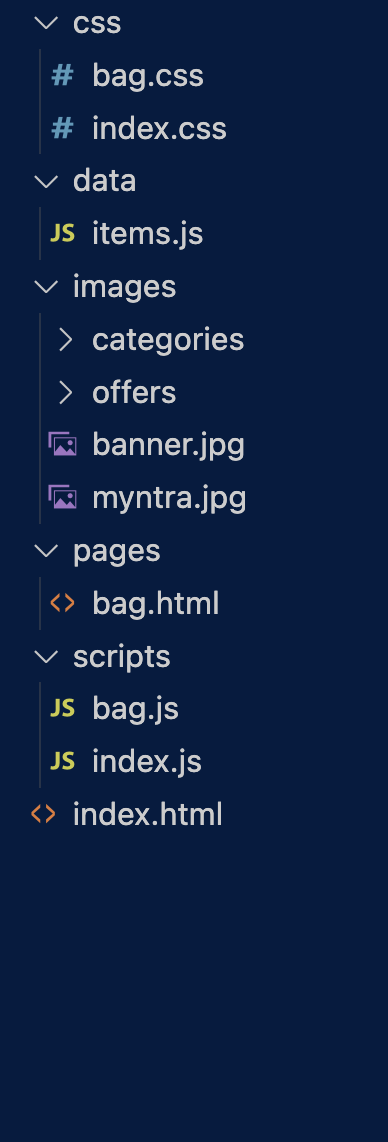 css
# bag.css
# index.css
data
JS items.js
images
categories
offers
banner.jpg
myntra.jpg
pages
<> bag.html
scripts
JS bag.js
JS index.js
<> index.html